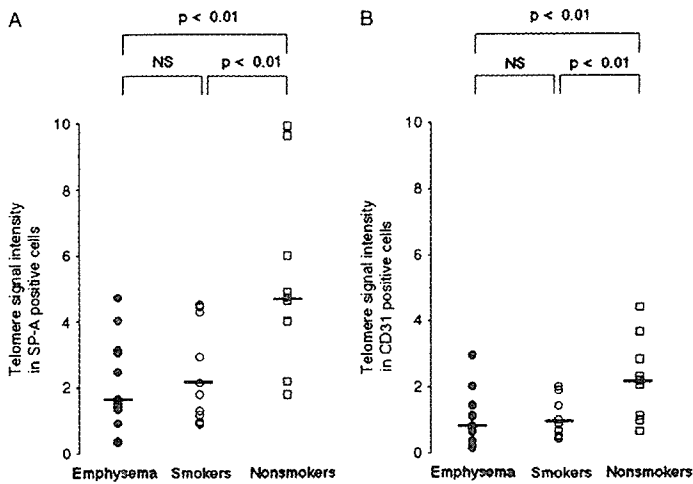 A
p < 0.01
NS
p < 0.01
10
8
6
4
2
0
Telomere signal intensity
in SP-A positive cells
Emphysema
Smokers
Nonsmokers
B
p < 0.01
NS
p < 0.01
10
8
6
4
2
0
Telomere signal intensity
in CD31 positive cells
Emphysema
Smokers
Nonsmokers